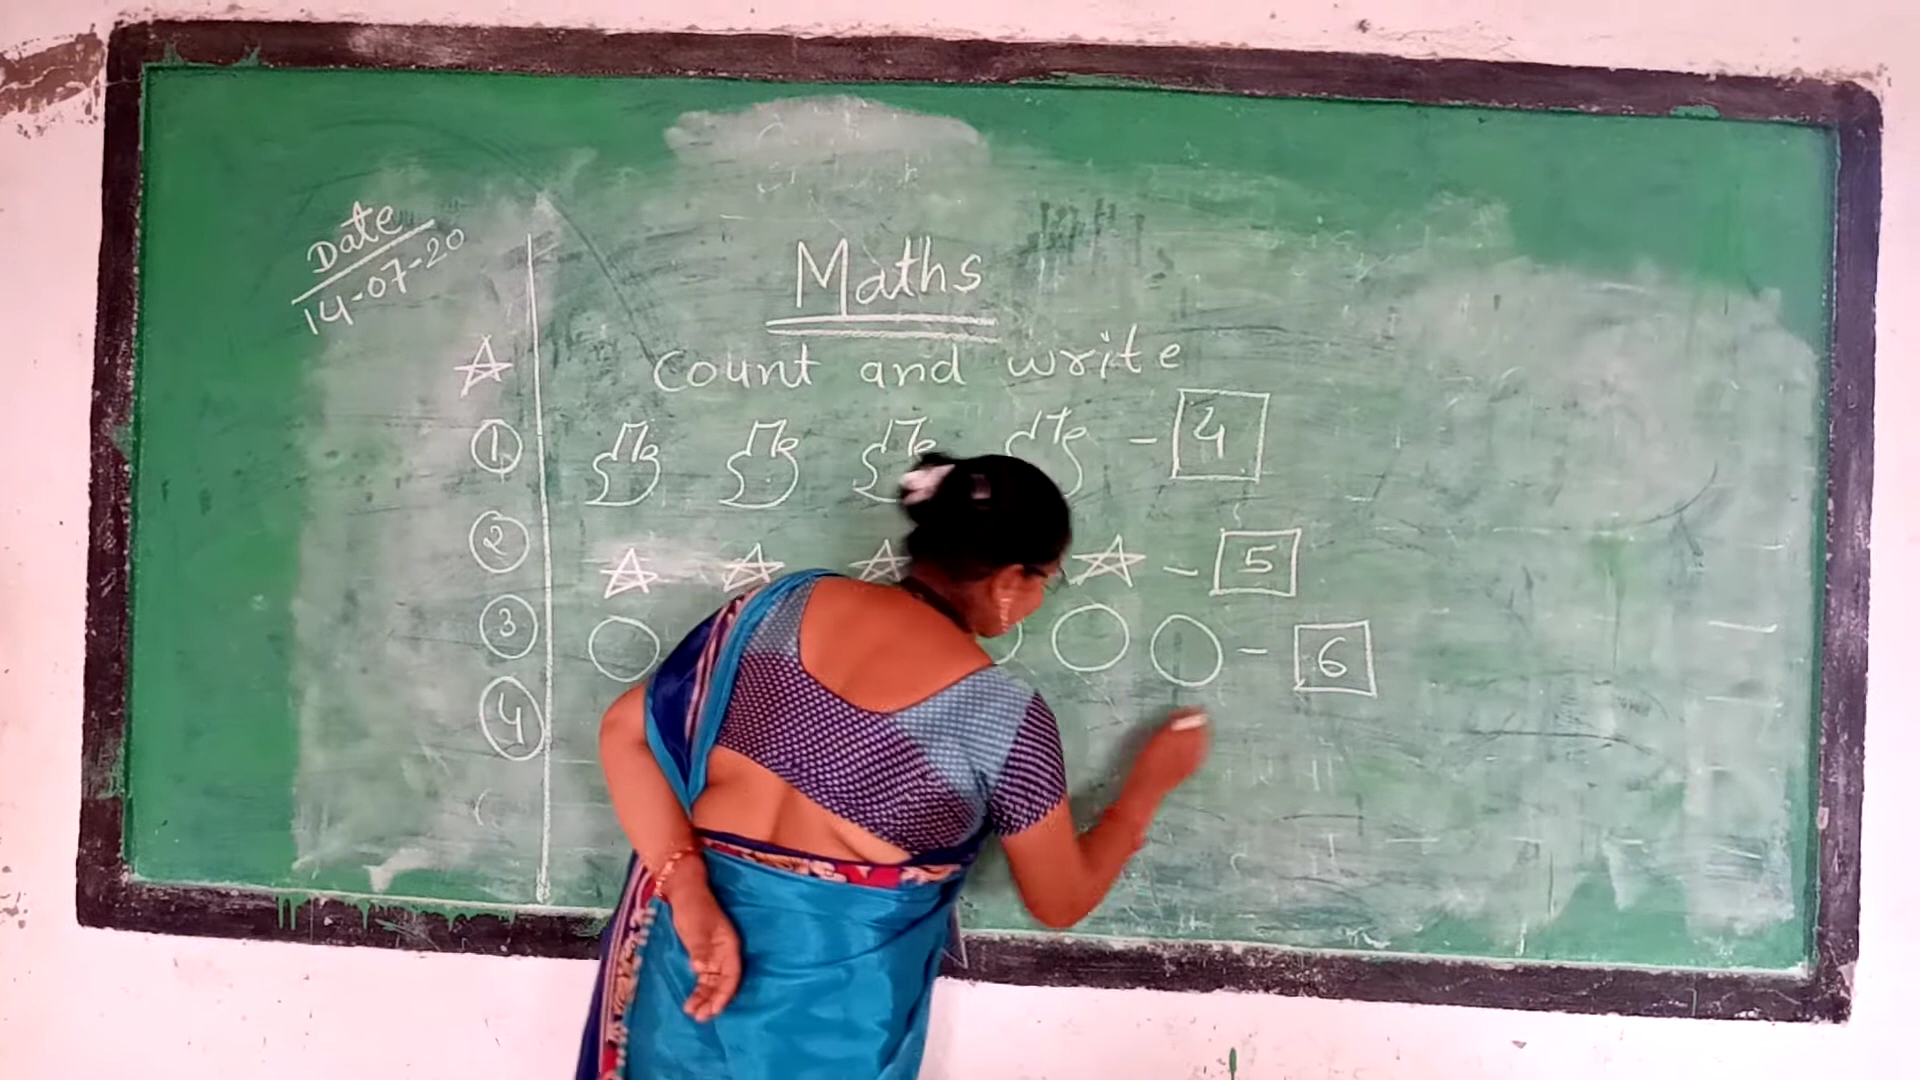 Date
14-07-20
Maths
count and write
1 - 4
2 - 5
3 - 6
4